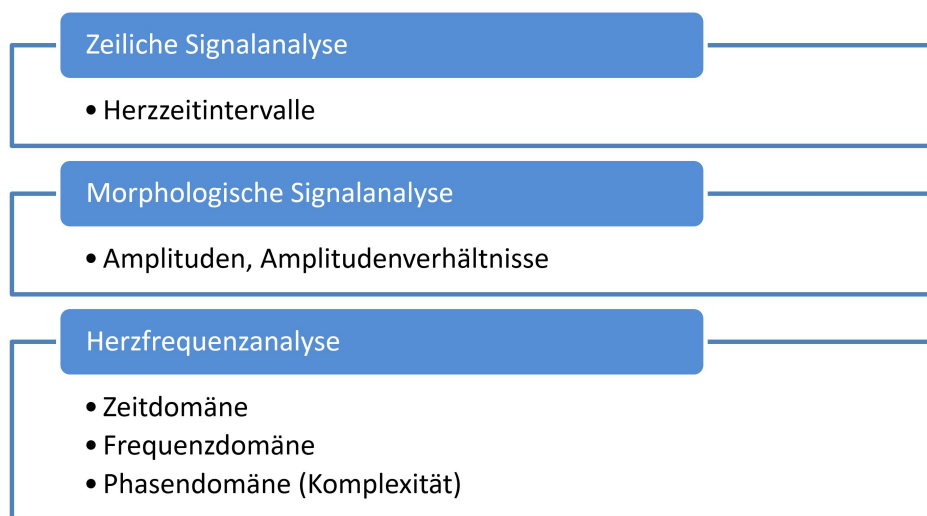 Zeiliche Signalanalyse
• Herzzeitintervalle
Morphologische Signalanalyse
• Amplituden, Amplitudenverhältnisse
Herzfrequenzanalyse
• Zeitdomäne
• Frequenzdomäne
• Phasendomäne (Komplexität)